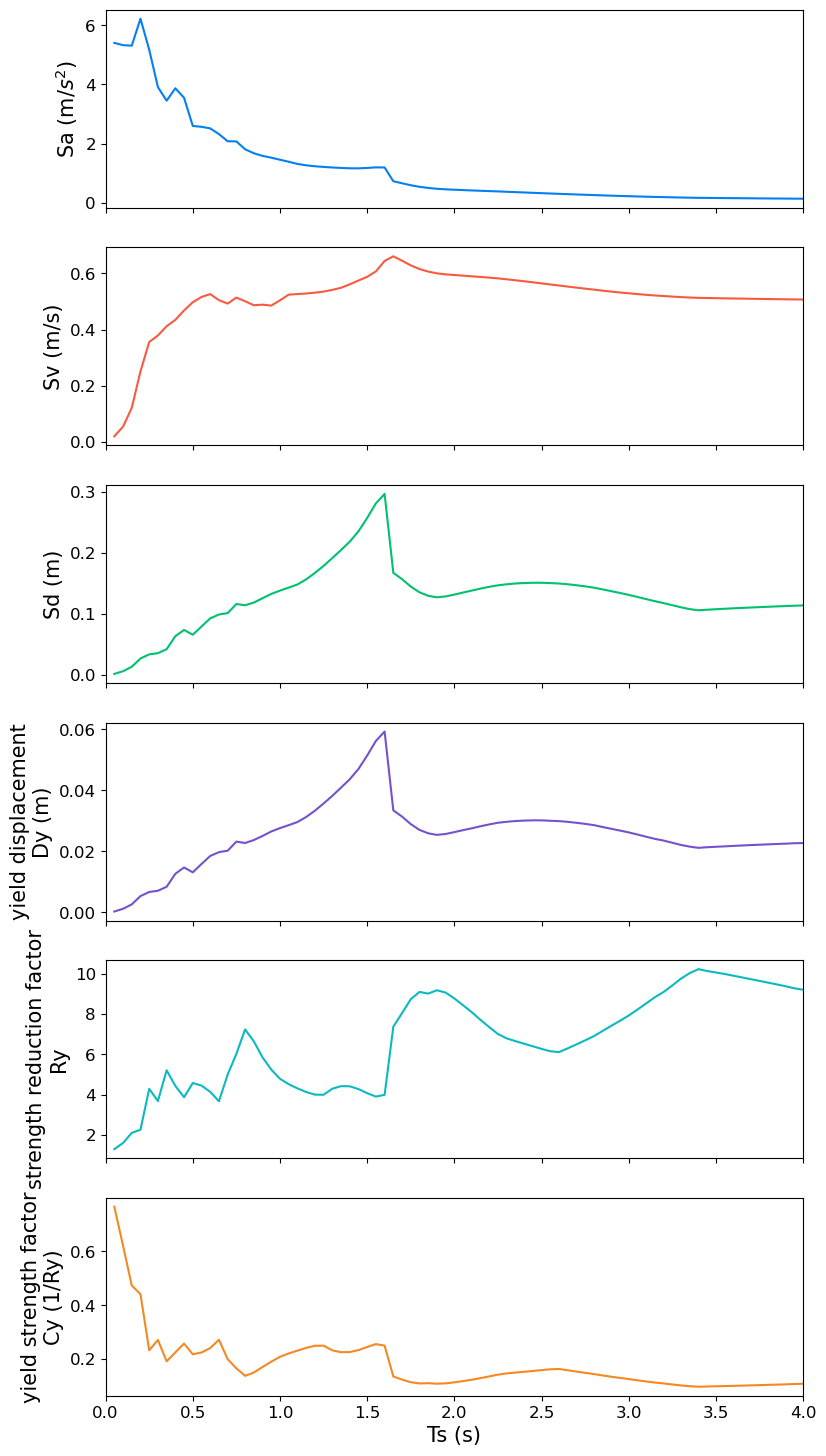 6
4
2
0
Sa (m/s²)
0.6
0.4
0.2
0.0
Sv (m/s)
0.3
0.2
0.1
0.0
Sd (m)
0.06
0.04
0.02
0.00
yield displacement
Dy (m)
10
8
6
4
2
strength reduction factor
Ry
0.6
0.4
0.2
yield strength factor
Cy (1/Ry)
0.0 0.5 1.0 1.5 2.0 2.5 3.0 3.5 4.0
Ts (s)